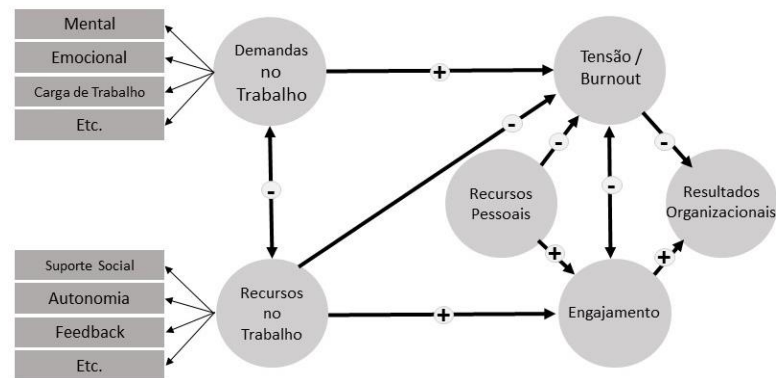 Mental
Emocional
Carga de Trabalho
Etc.
Demandas
no
Trabalho
+
Tensão /
Burnout
-
-
-
-
-
Recursos
Pessoais
Resultados
Organizacionais
+
+
Suporte Social
Autonomia
Feedback
Etc.
Recursos
no
Trabalho
+
Engajamento